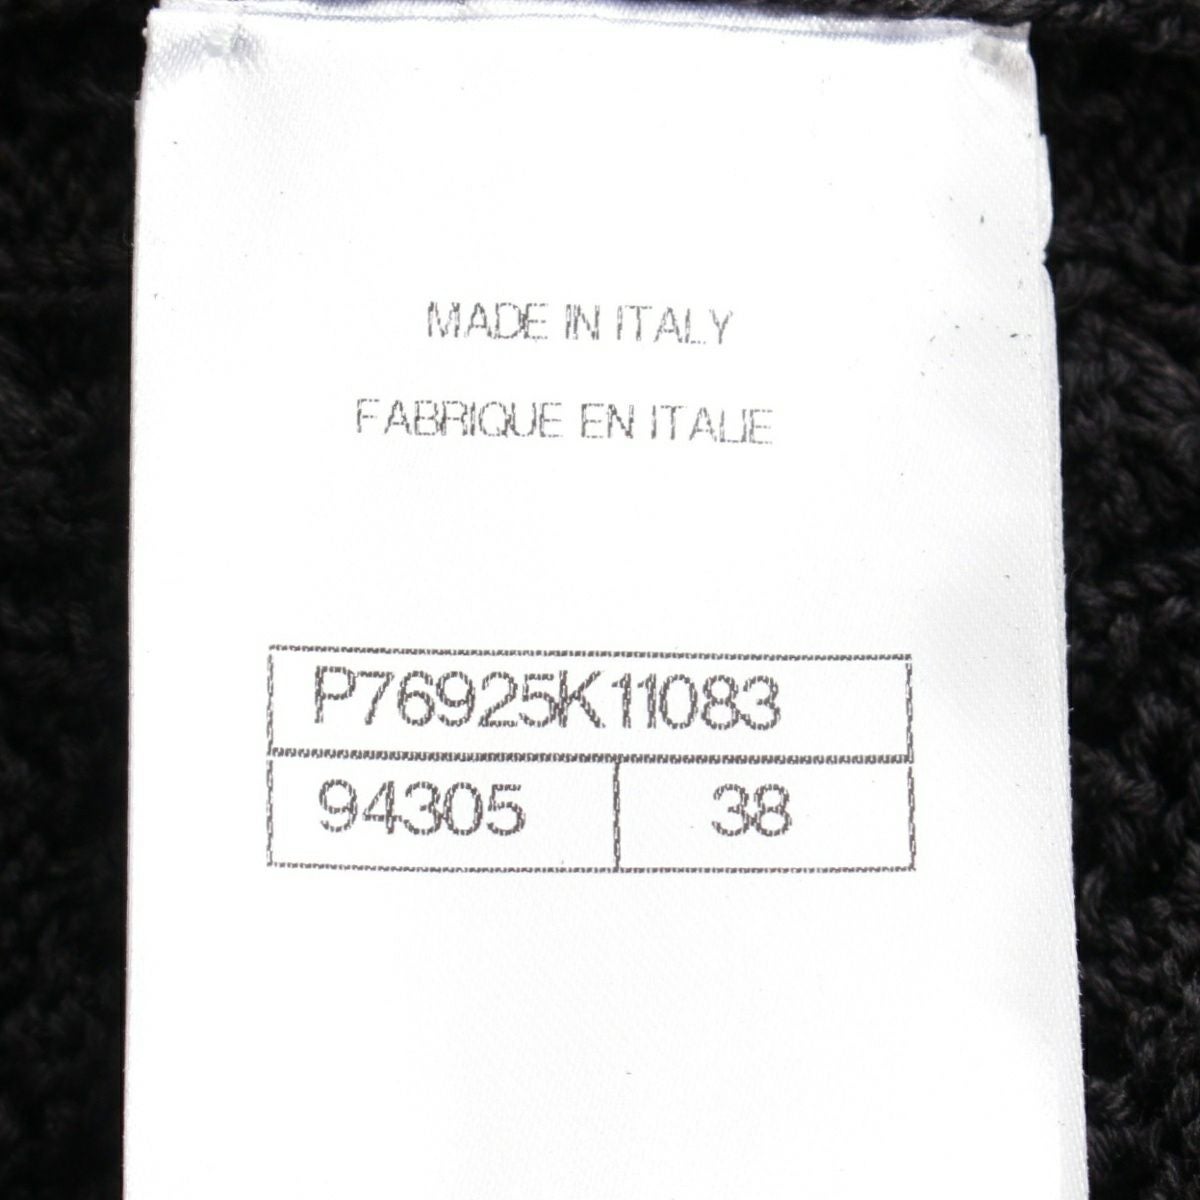 MADE IN ITALY
FABRIQUE EN ITALIE
P76925K11083
94305 38